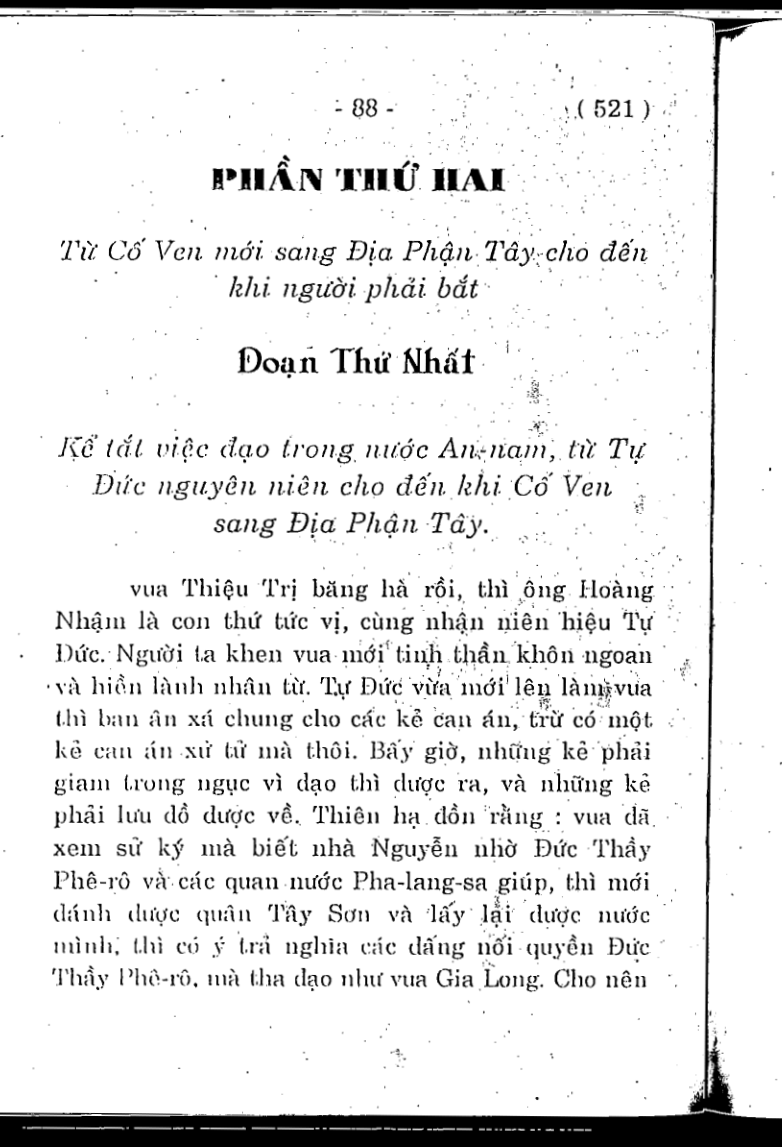 - 88 - ( 521 )
PHẦN THỨ HAI
Từ Cố Ven mới sang Địa Phận Tây cho đến
khi người phải bắt
Đoạn Thứ Nhất
Kể tắt việc đạo trong nước An-nam, từ Tự
Đức nguyên niên cho đến khi Cố Ven
sang Địa Phận Tây.
vua Thiệu Trị băng hà rồi, thì ông Hoàng
Nhậm là con thứ tức vị, cùng nhận niên hiệu Tự
Đức. Người ta khen vua mới tinh thần khôn ngoan
và hiền lành nhân từ. Tự Đức vừa mới lên làm vua
thì ban ân xá chung cho các kẻ can án, trừ có một
kẻ can án xử tử mà thôi. Bấy giờ, những kẻ phải
giam trong ngục vì đạo thì được ra, và những kẻ
phải lưu đồ được về. Thiên hạ đồn rằng : vua đã
xem sử ký mà biết nhà Nguyễn nhờ Đức Thầy
Phê-rô và các quan nước Pha-lang-sa giúp, thì mới
đánh được quân Tây Sơn và lấy lại được nước
mình, thì có ý trả nghĩa các đấng nối quyền Đức
Thầy Phê-rô, mà tha đạo như vua Gia Long. Cho nên